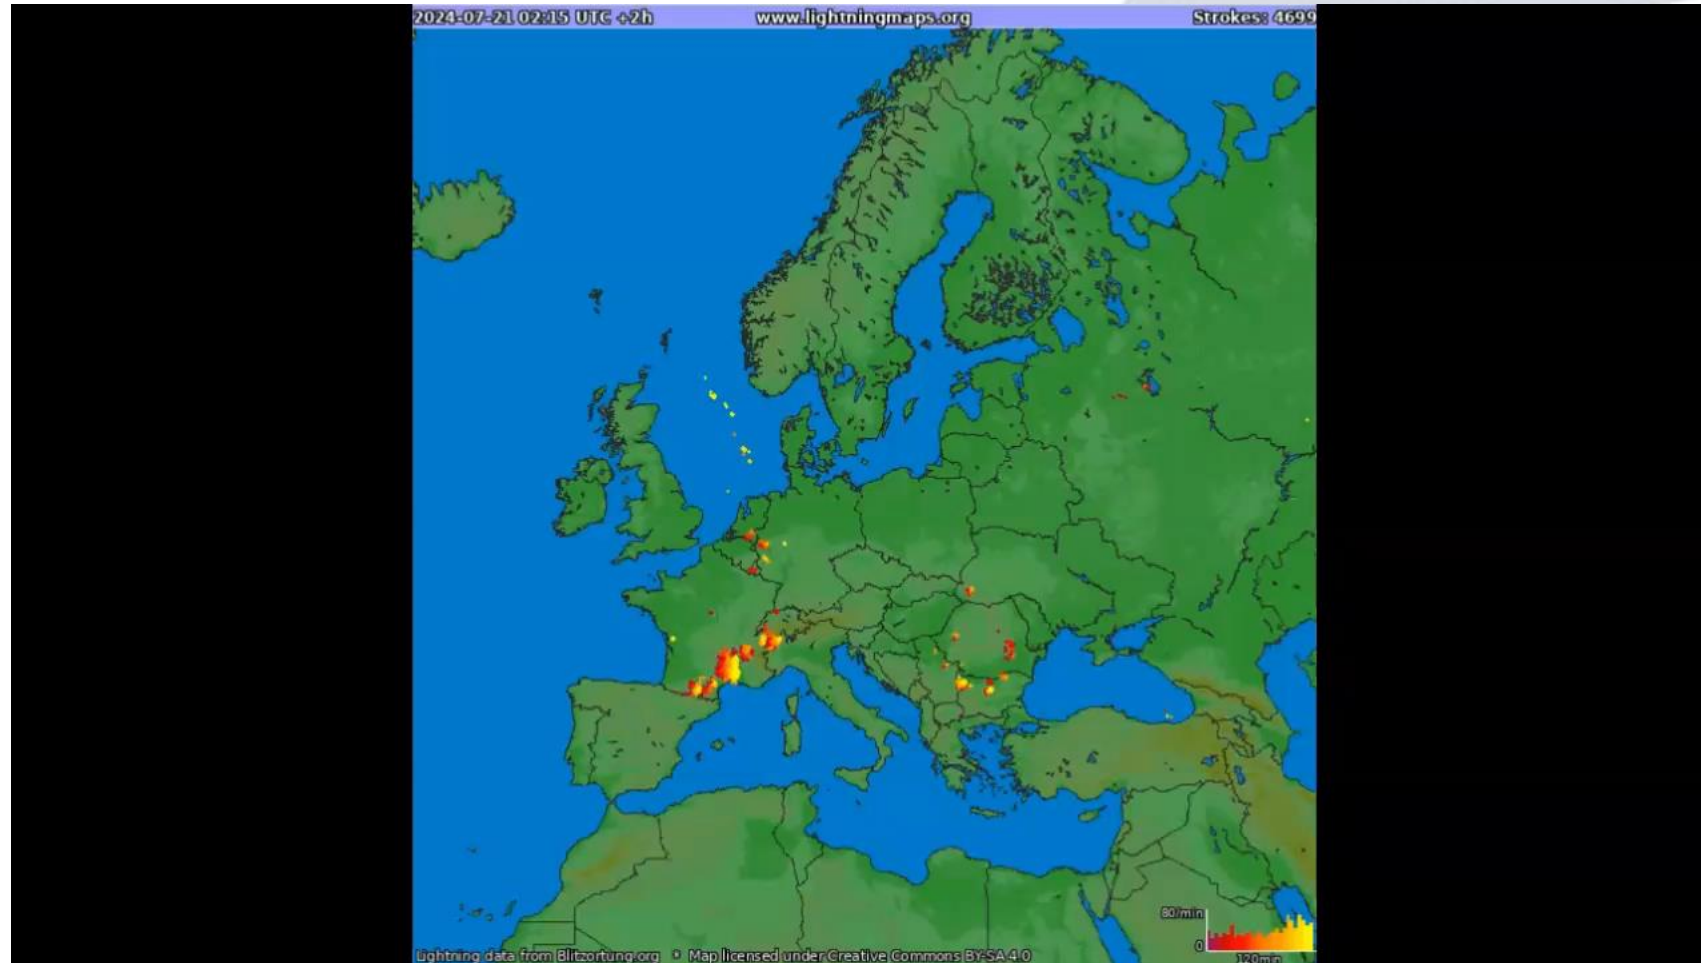 2024-07-21 02:15 UTC +2h
www.lightningmaps.org
Strokes: 4699
80/min
0
120min
Lightning data from Blitzortung.org © Map licensed under Creative Commons BY-SA 4.0